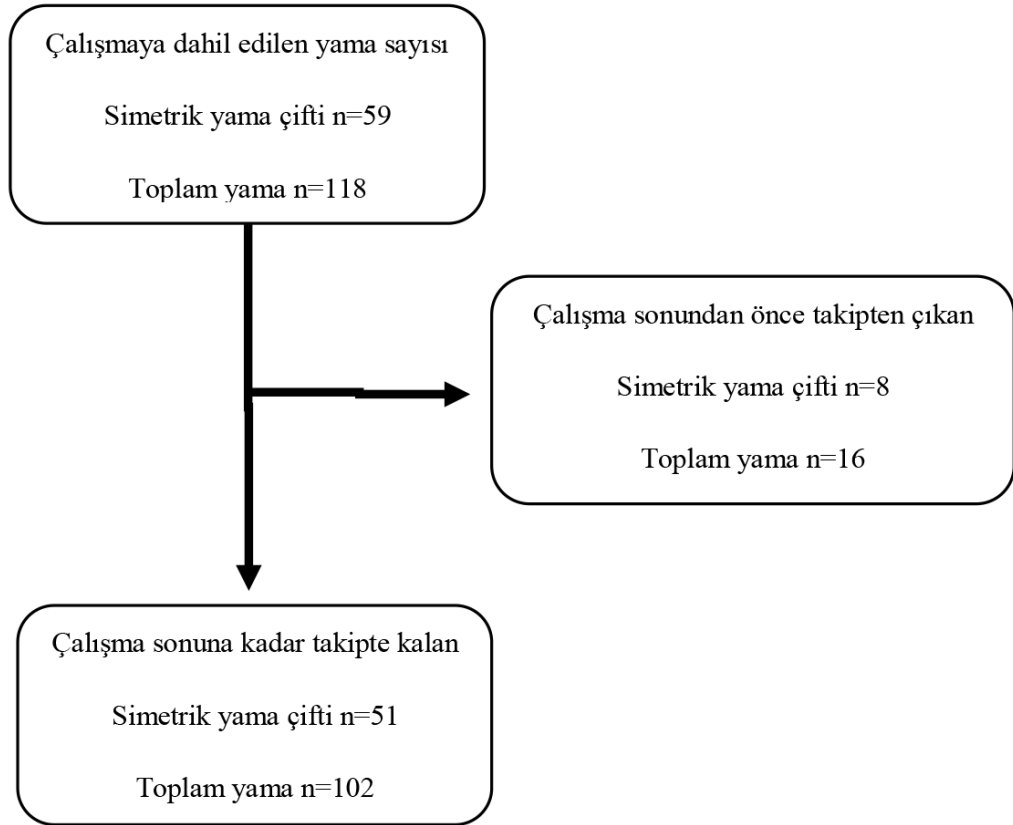 Çalışmaya dahil edilen yama sayısı
Simetrik yama çifti n=59
Toplam yama n=118
Çalışma sonundan önce takipten çıkan
Simetrik yama çifti n=8
Toplam yama n=16
Çalışma sonuna kadar takipte kalan
Simetrik yama çifti n=51
Toplam yama n=102